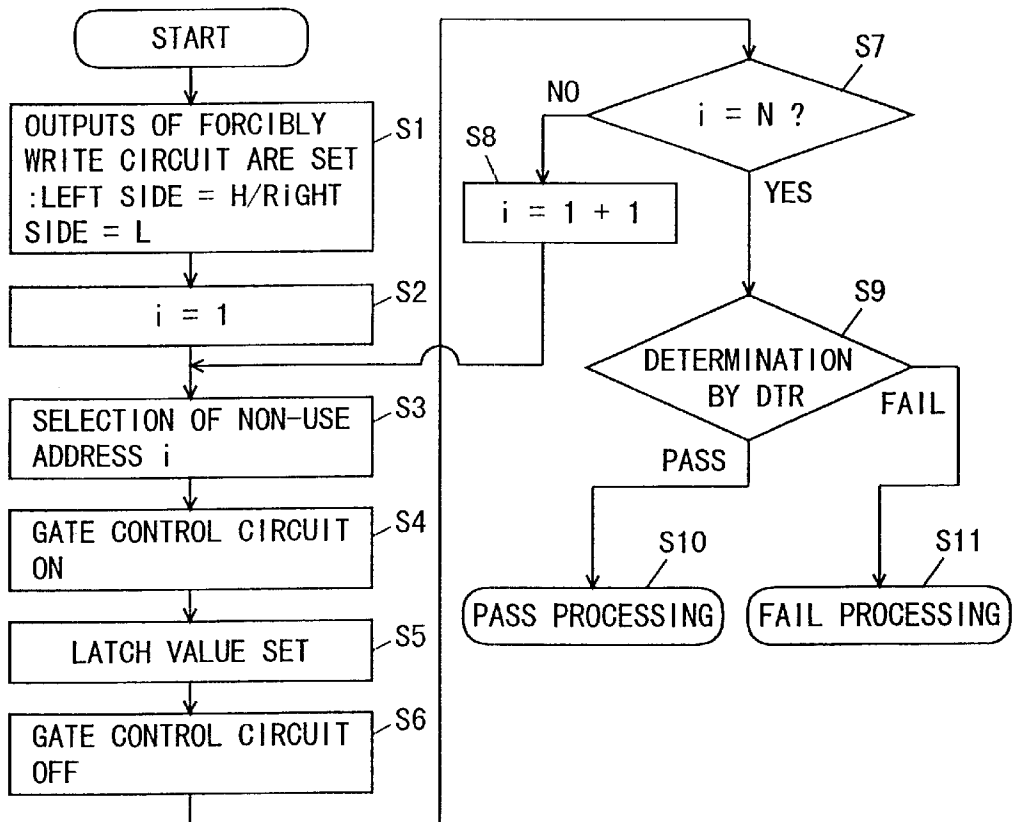 START
OUTPUTS OF FORCIBLY
WRITE CIRCUIT ARE SET
:LEFT SIDE = H/RiGHT
SIDE = L
S1
i = 1
S2
SELECTION OF NON-USE
ADDRESS i
S3
GATE CONTROL CIRCUIT
ON
S4
LATCH VALUE SET
S5
GATE CONTROL CIRCUIT
OFF
S6
i = N ?
S7
NO
YES
S8
i = 1 + 1
S9
DETERMINATION
BY DTR
PASS
FAIL
S10
PASS PROCESSING
S11
FAIL PROCESSING